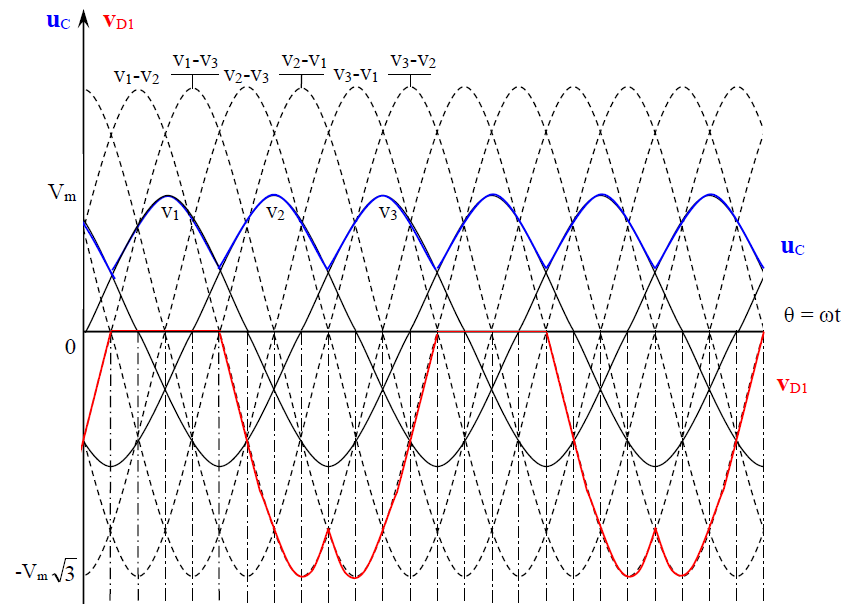 uC vD1
V1-V2 V1-V3 V2-V3 V2-V1 V3-V1 V3-V2
Vm
V1 V2 V3
uC
θ = ωt
0
vD1
-Vm√3